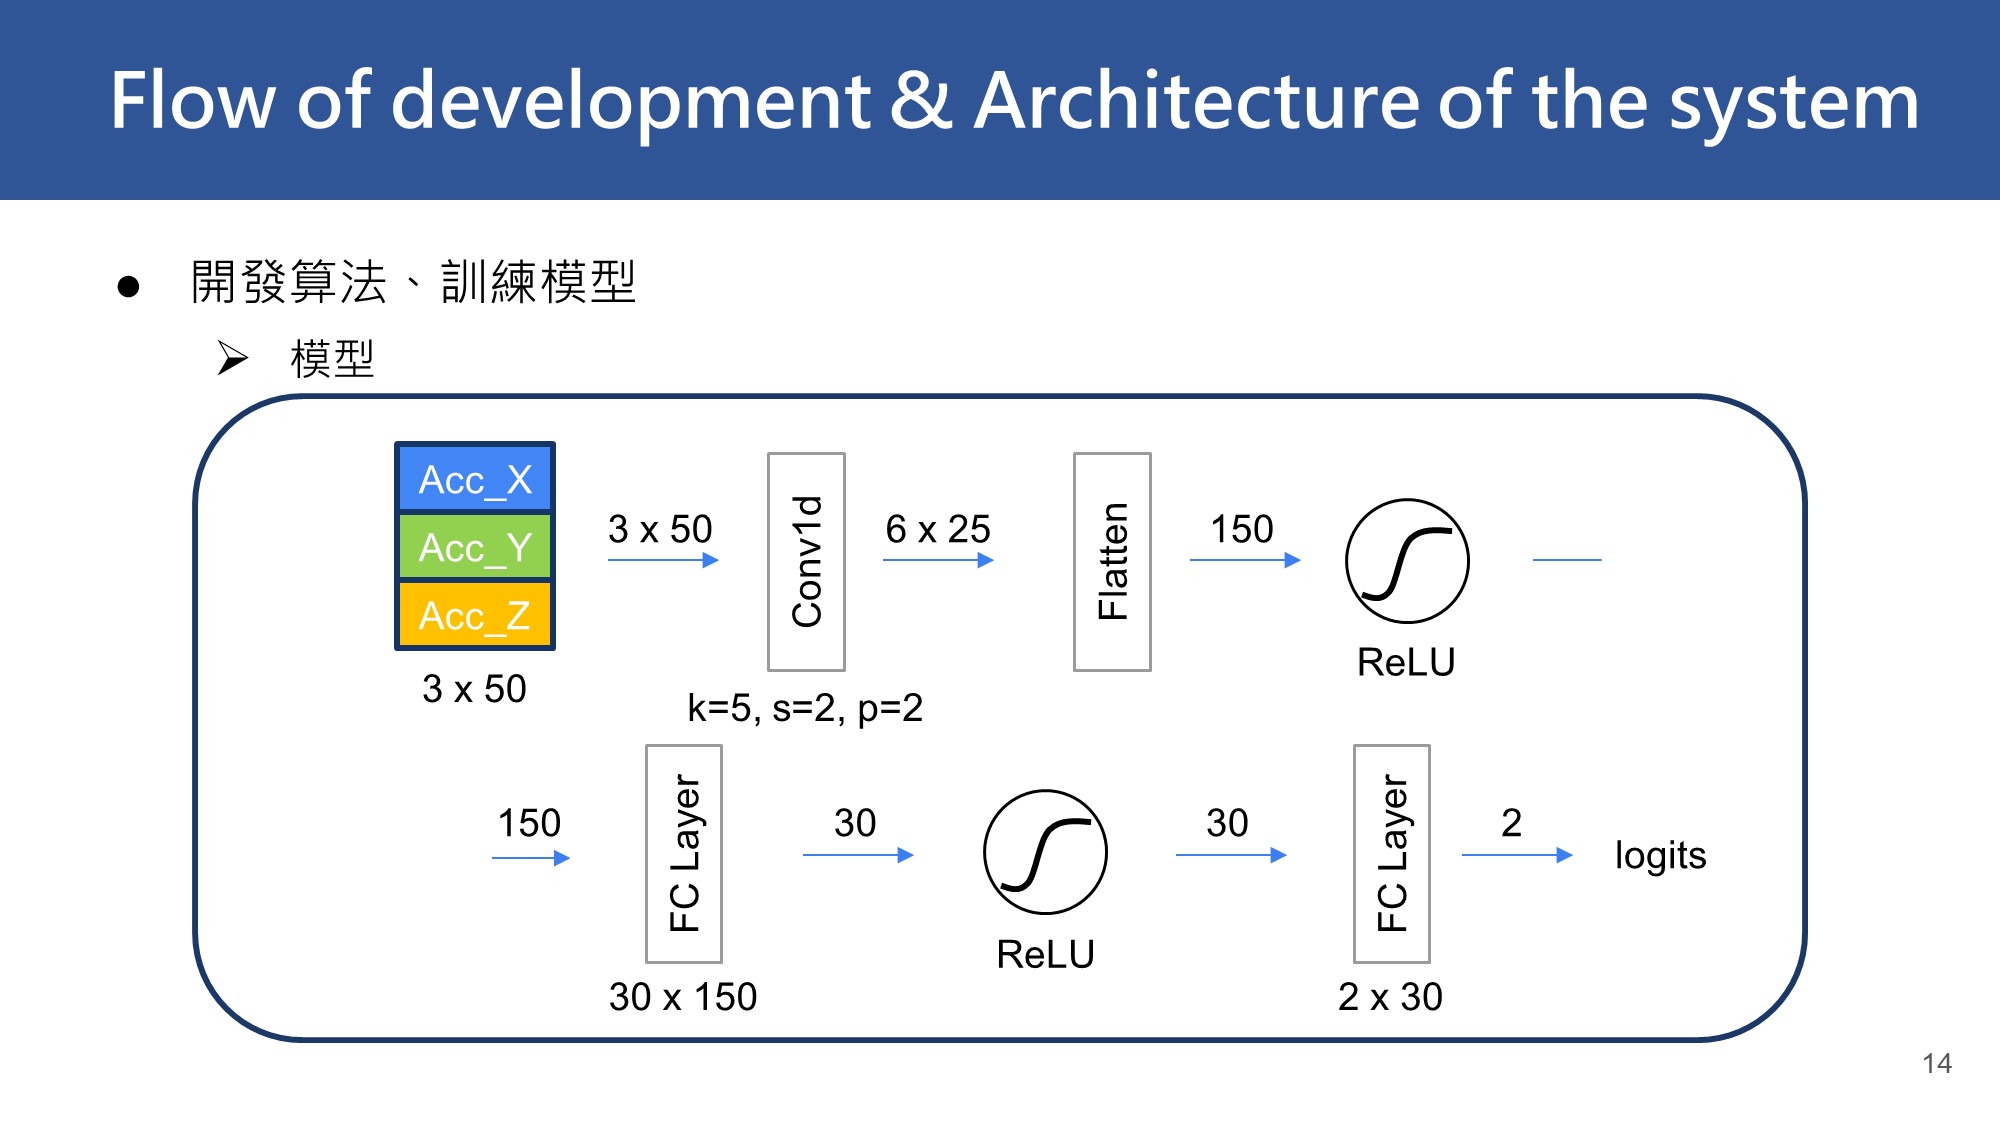 Flow of development & Architecture of the system
● 開發算法、訓練模型
➢ 模型
Acc_X
Acc_Y
Acc_Z
3 x 50
3 x 50
Conv1d
k=5, s=2, p=2
6 x 25
Flatten
150
ReLU
150
FC Layer
30 x 150
30
ReLU
30
FC Layer
2 x 30
2
logits
14